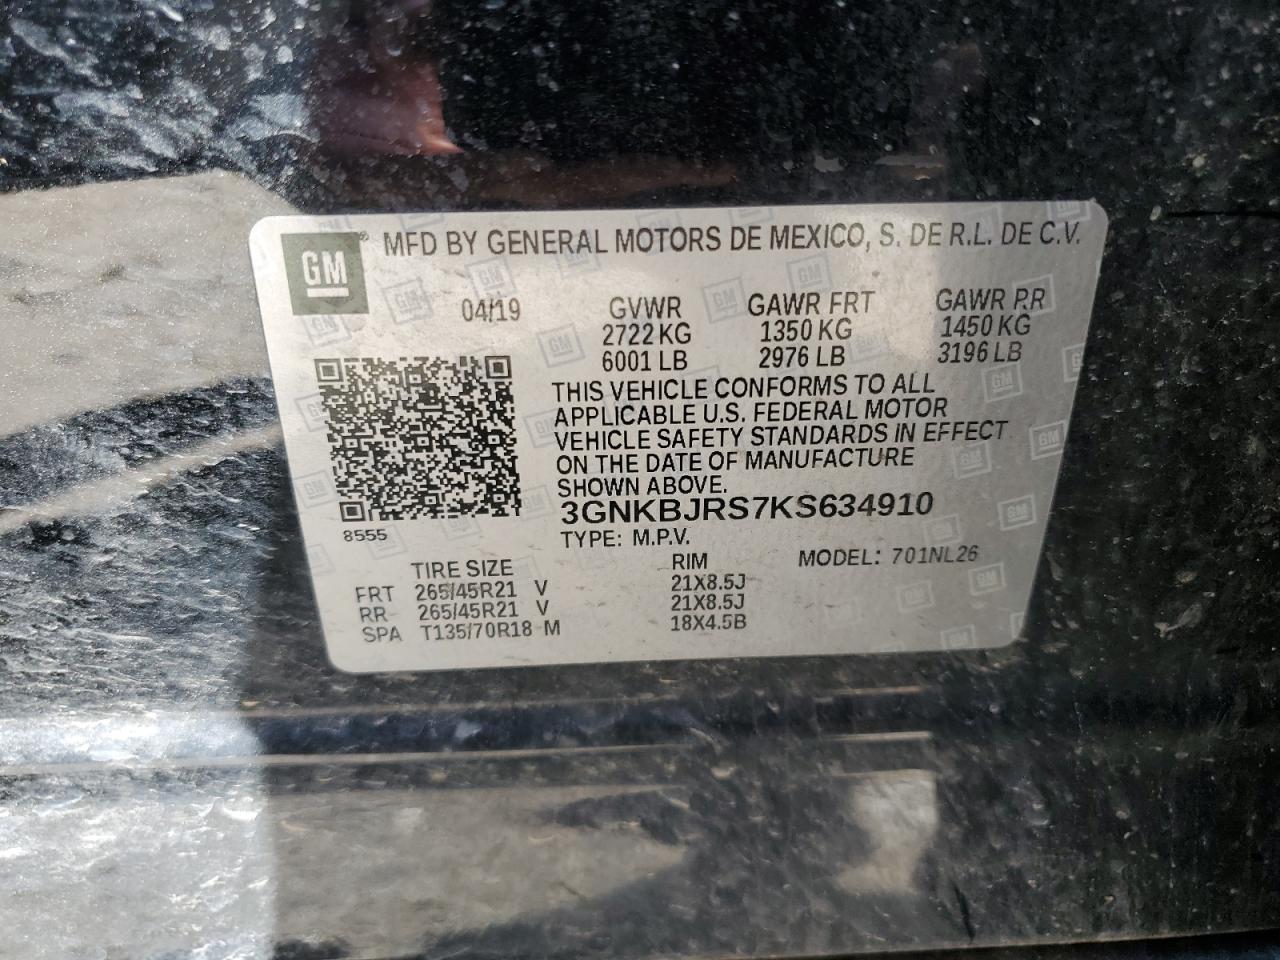 GM® MFD BY GENERAL MOTORS DE MEXICO, S. DE R.L. DE C.V.
04/19 GVWR GAWR FRT GAWR RR
2722 KG 1350 KG 1450 KG
6001 LB 2976 LB 3196 LB
THIS VEHICLE CONFORMS TO ALL
APPLICABLE U.S. FEDERAL MOTOR
VEHICLE SAFETY STANDARDS IN EFFECT
ON THE DATE OF MANUFACTURE
SHOWN ABOVE.
3GNKBJRS7KS634910
8555
TYPE: M.P.V.
TIRE SIZE RIM MODEL: 701NL26
FRT 265/45R21 V 21X8.5J
RR 265/45R21 V 21X8.5J
SPA T135/70R18 M 18X4.5B